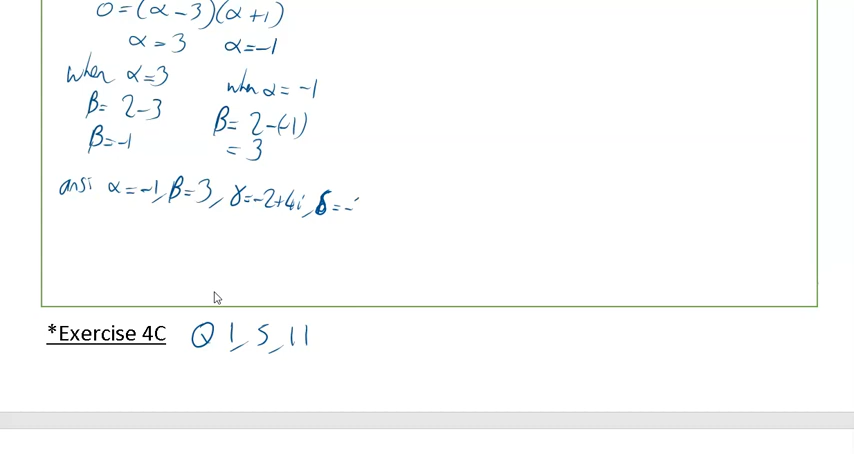 0 = (α - 3)(α + 1)
α = 3 α = -1
when α = 3 when α = -1
β = 2 - 3 β = 2 - (-1)
β = -1 = 3
ans: α = -1, β = 3, γ = -2 + 4i, δ = -
*Exercise 4C Q 1, 5, 11